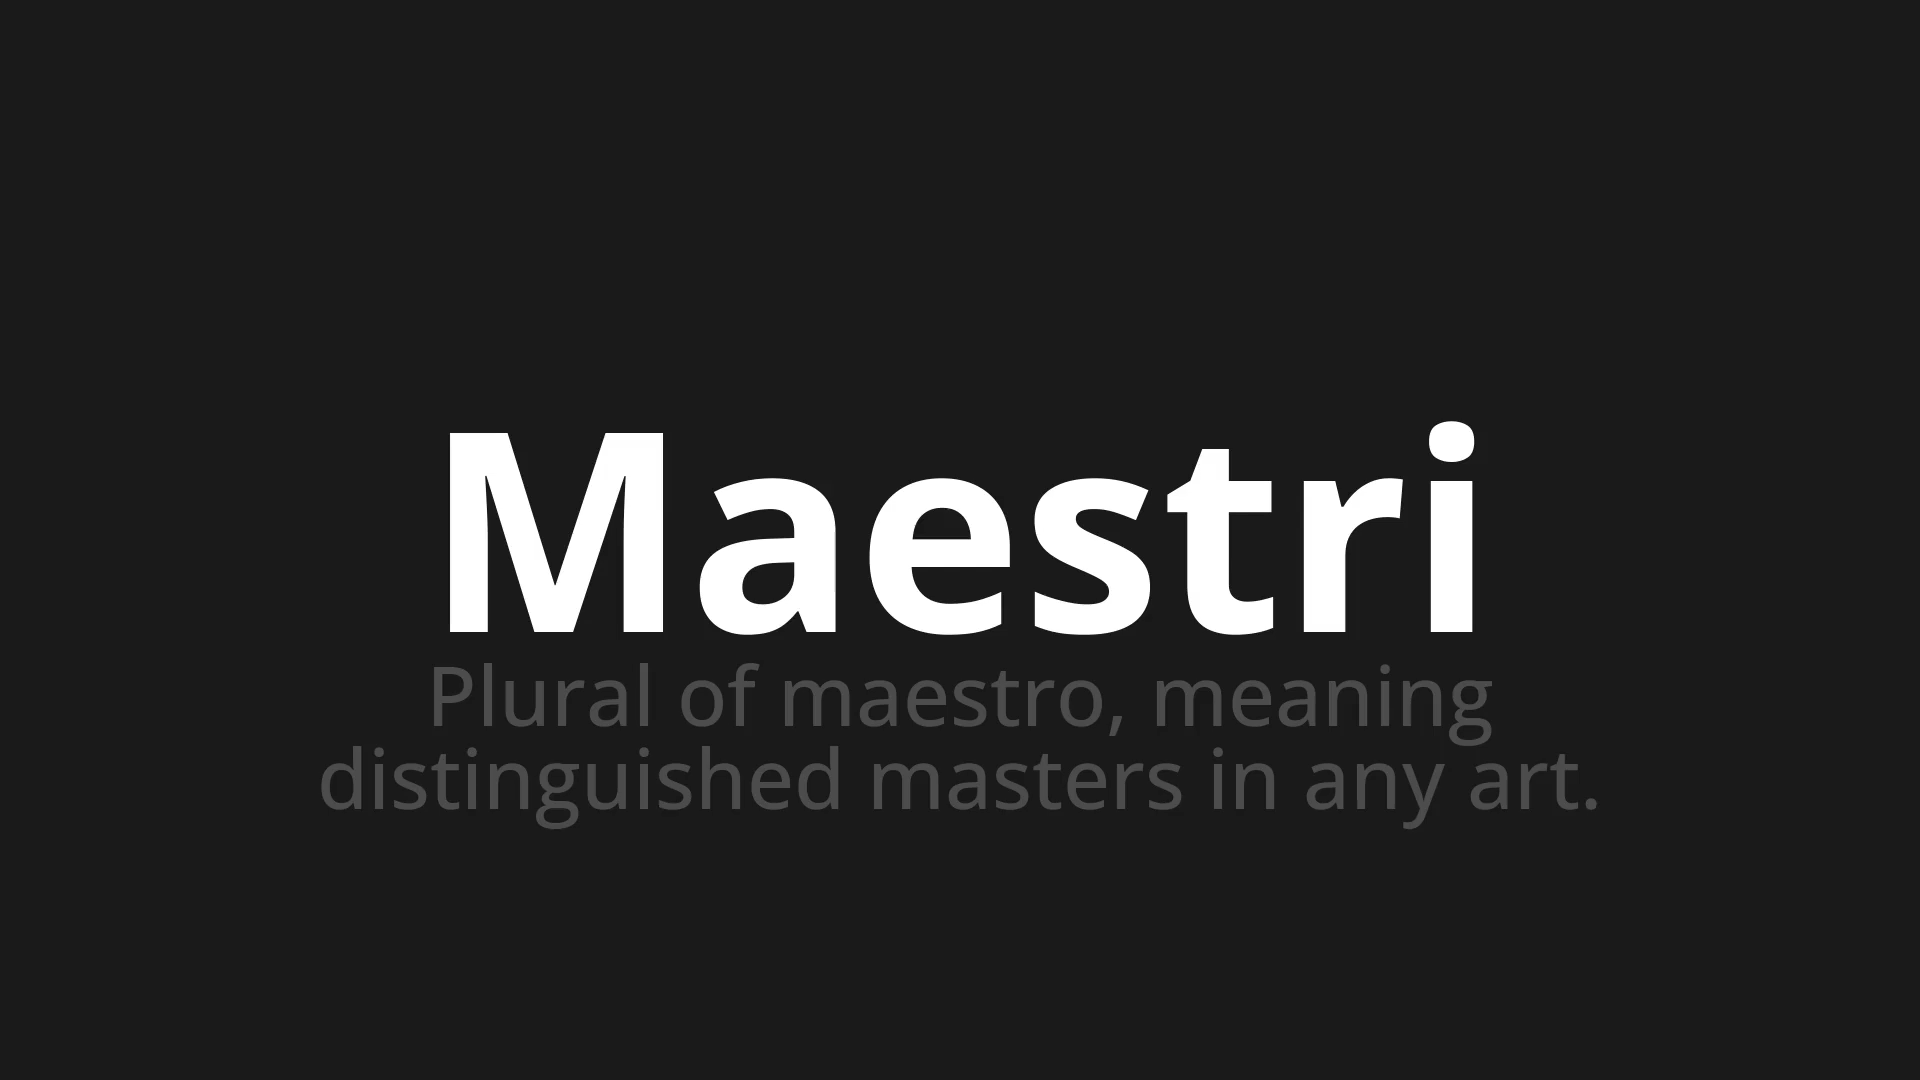 Maestri
Plural of maestro, meaning
distinguished masters in any art.